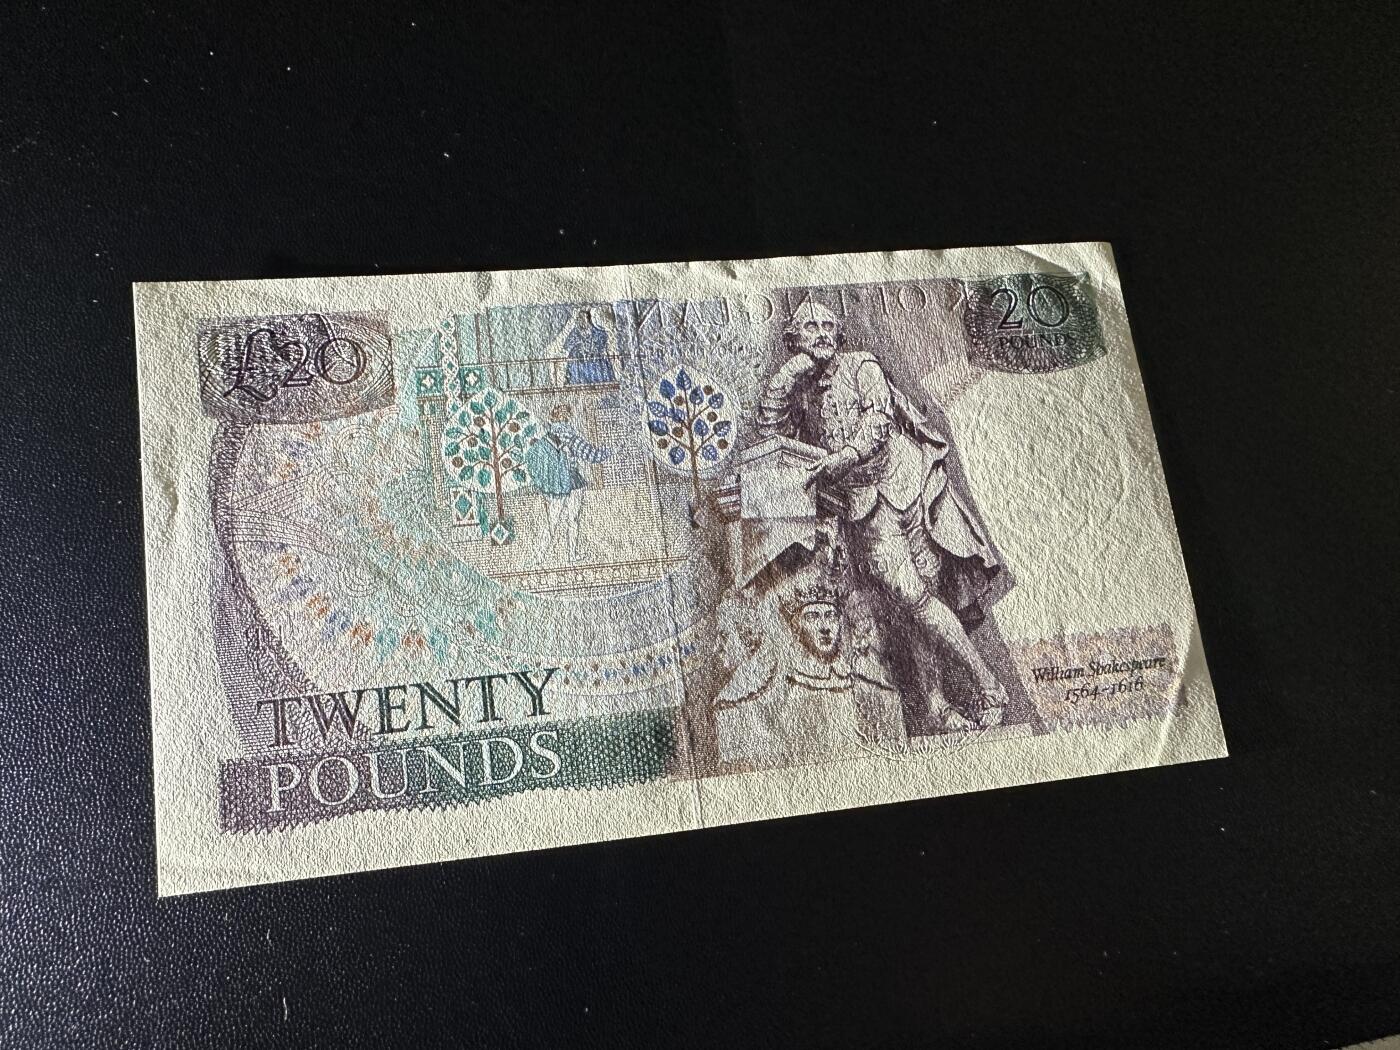 £20
20
POUNDS
William Shakespeare
1564–1616
TWENTY
POUNDS